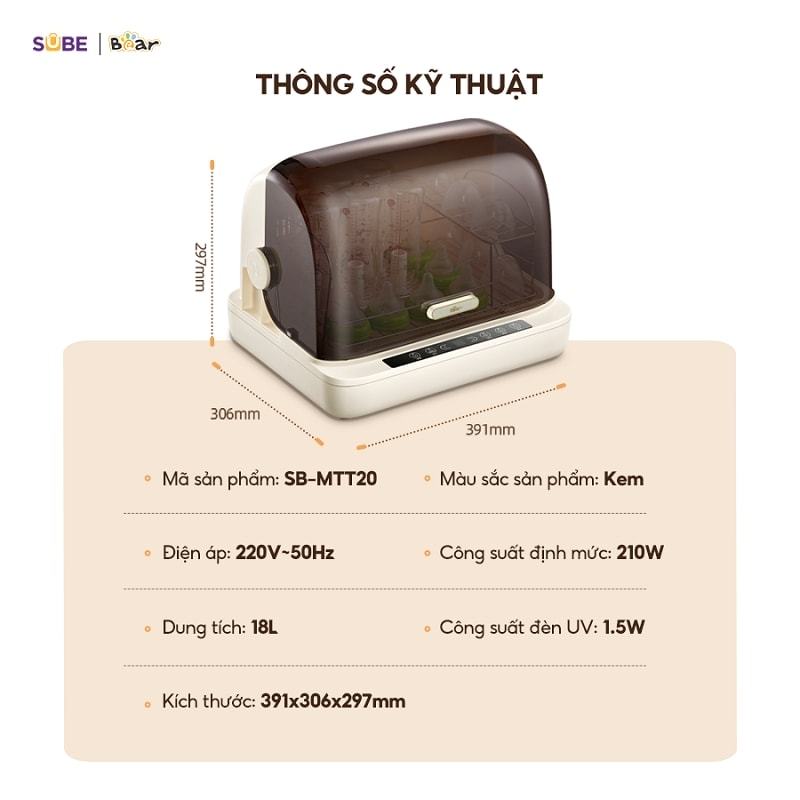 SUBE | Bear
THÔNG SỐ KỸ THUẬT
297mm
306mm
391mm
Mã sản phẩm: SB-MTT20
Màu sắc sản phẩm: Kem
Điện áp: 220V~50Hz
Công suất định mức: 210W
Dung tích: 18L
Công suất đèn UV: 1.5W
Kích thước: 391x306x297mm